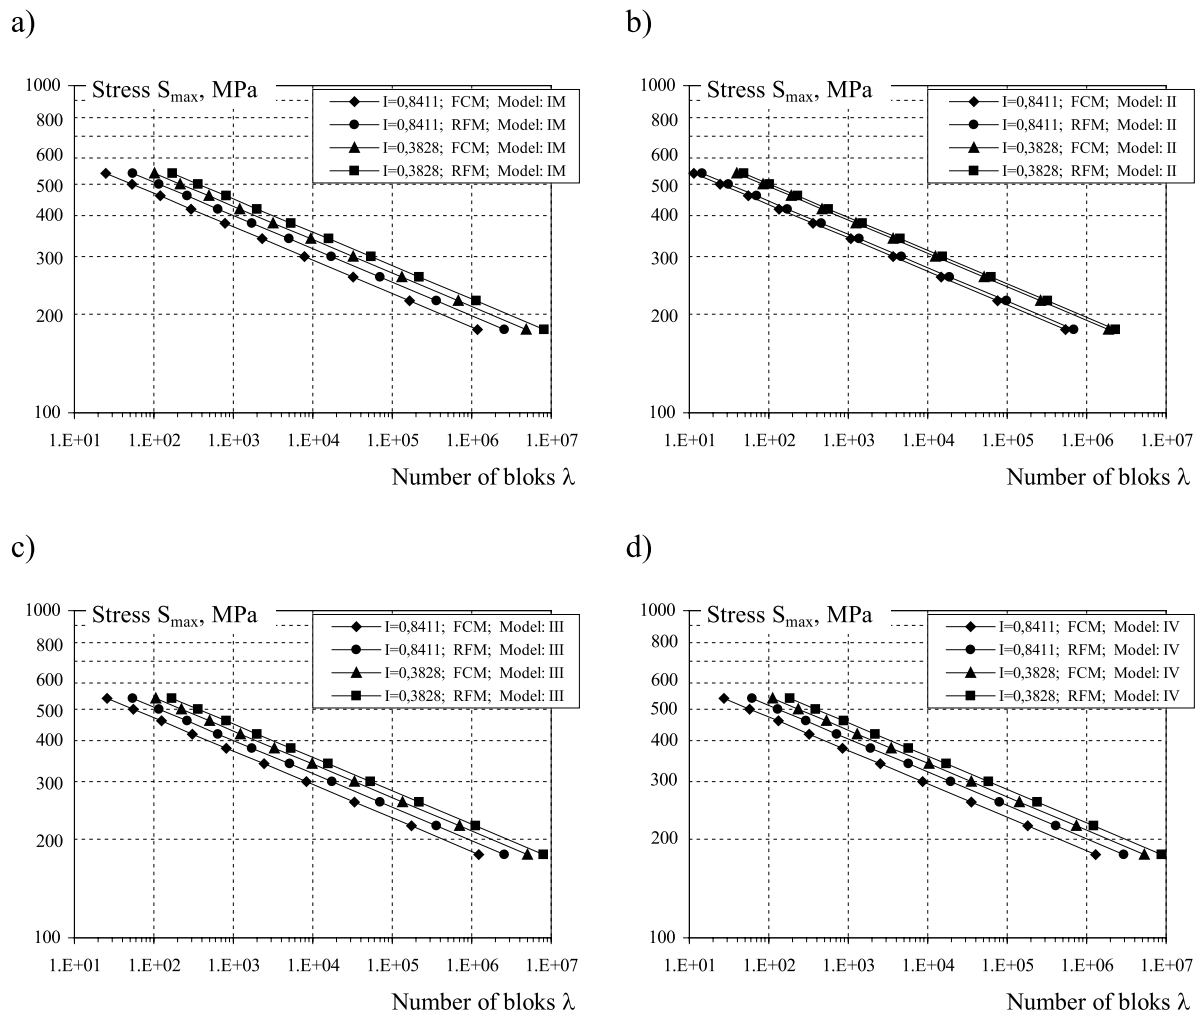 a)
Stress Smax, MPa
I=0,8411; FCM; Model: IM
I=0,8411; RFM; Model: IM
I=0,3828; FCM; Model: IM
I=0,3828; RFM; Model: IM
1000
800
600
500
400
300
200
100
1.E+01 1.E+02 1.E+03 1.E+04 1.E+05 1.E+06 1.E+07
Number of bloks λ
b)
Stress Smax, MPa
I=0,8411; FCM; Model: II
I=0,8411; RFM; Model: II
I=0,3828; FCM; Model: II
I=0,3828; RFM; Model: II
1000
800
600
500
400
300
200
100
1.E+01 1.E+02 1.E+03 1.E+04 1.E+05 1.E+06 1.E+07
Number of bloks λ
c)
Stress Smax, MPa
I=0,8411; FCM; Model: III
I=0,8411; RFM; Model: III
I=0,3828; FCM; Model: III
I=0,3828; RFM; Model: III
1000
800
600
500
400
300
200
100
1.E+01 1.E+02 1.E+03 1.E+04 1.E+05 1.E+06 1.E+07
Number of bloks λ
d)
Stress Smax, MPa
I=0,8411; FCM; Model: IV
I=0,8411; RFM; Model: IV
I=0,3828; FCM; Model: IV
I=0,3828; RFM; Model: IV
1000
800
600
500
400
300
200
100
1.E+01 1.E+02 1.E+03 1.E+04 1.E+05 1.E+06 1.E+07
Number of bloks λ